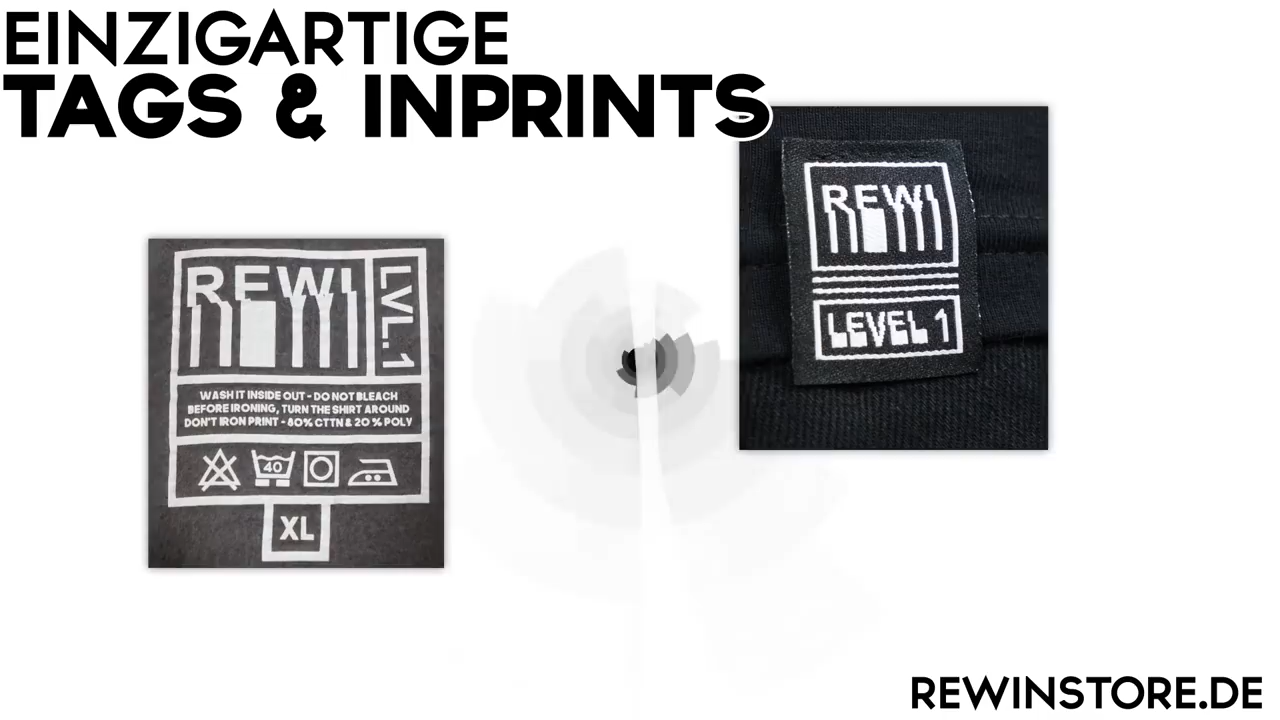 EINZIGARTIGE
TAGS & INPRINTS
REWI
LVL.1
WASH IT INSIDE OUT - DO NOT BLEACH
BEFORE IRONING, TURN THE SHIRT AROUND
DON'T IRON PRINT - 80% CTTN & 20 % POLY
40
XL
REWI
LEVEL 1
REWINSTORE.DE